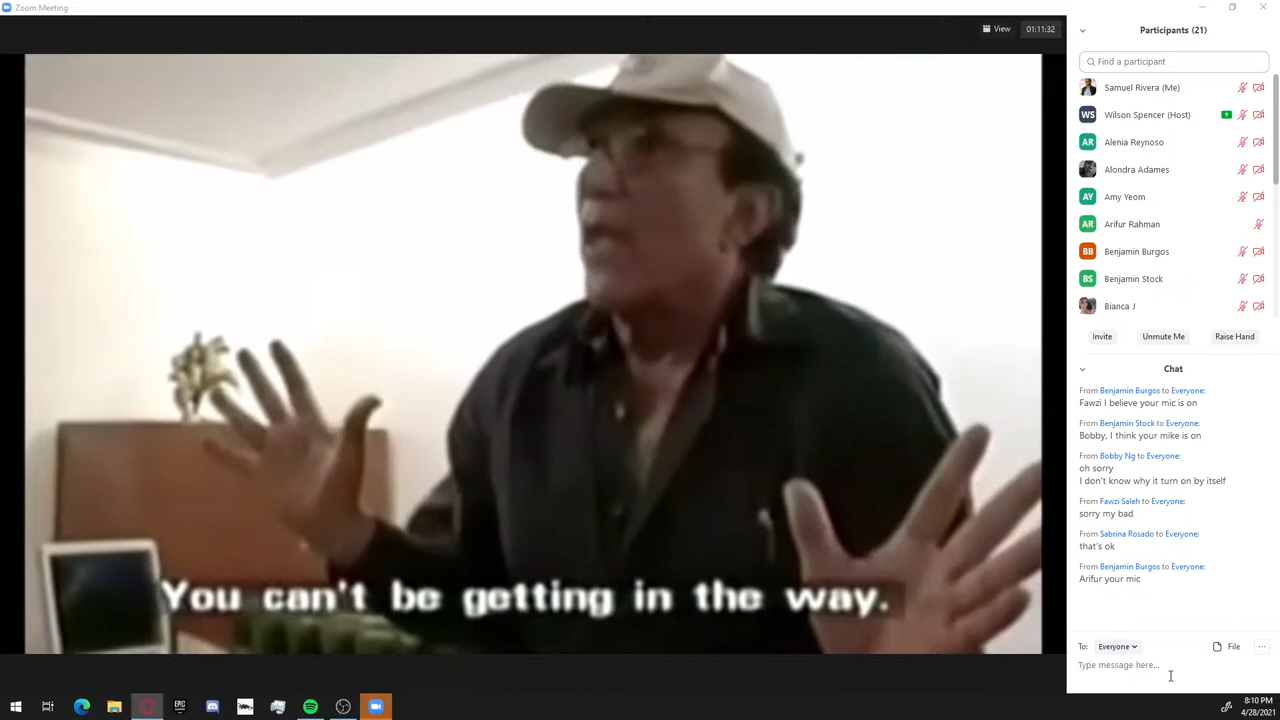 Zoom Meeting
View
01:11:32
You can't be getting in the way.
Participants (21)
Find a participant
Samuel Rivera (Me)
WS Wilson Spencer (Host)
AR Alenia Reynoso
Alondra Adames
AY Amy Yeom
AR Arifur Rahman
BB Benjamin Burgos
BS Benjamin Stock
Bianca J
Invite Unmute Me Raise Hand
Chat
From Benjamin Burgos to Everyone:
Fawzi I believe your mic is on
From Benjamin Stock to Everyone:
Bobby, I think your mike is on
From Bobby Ng to Everyone:
oh sorry
I don't know why it turn on by itself
From Fawzi Saleh to Everyone:
sorry my bad
From Sabrina Rosado to Everyone:
that's ok
From Benjamin Burgos to Everyone:
Arifur your mic
To: Everyone File ...
Type message here...
EPIC
GAMES
8:10 PM
4/28/2021